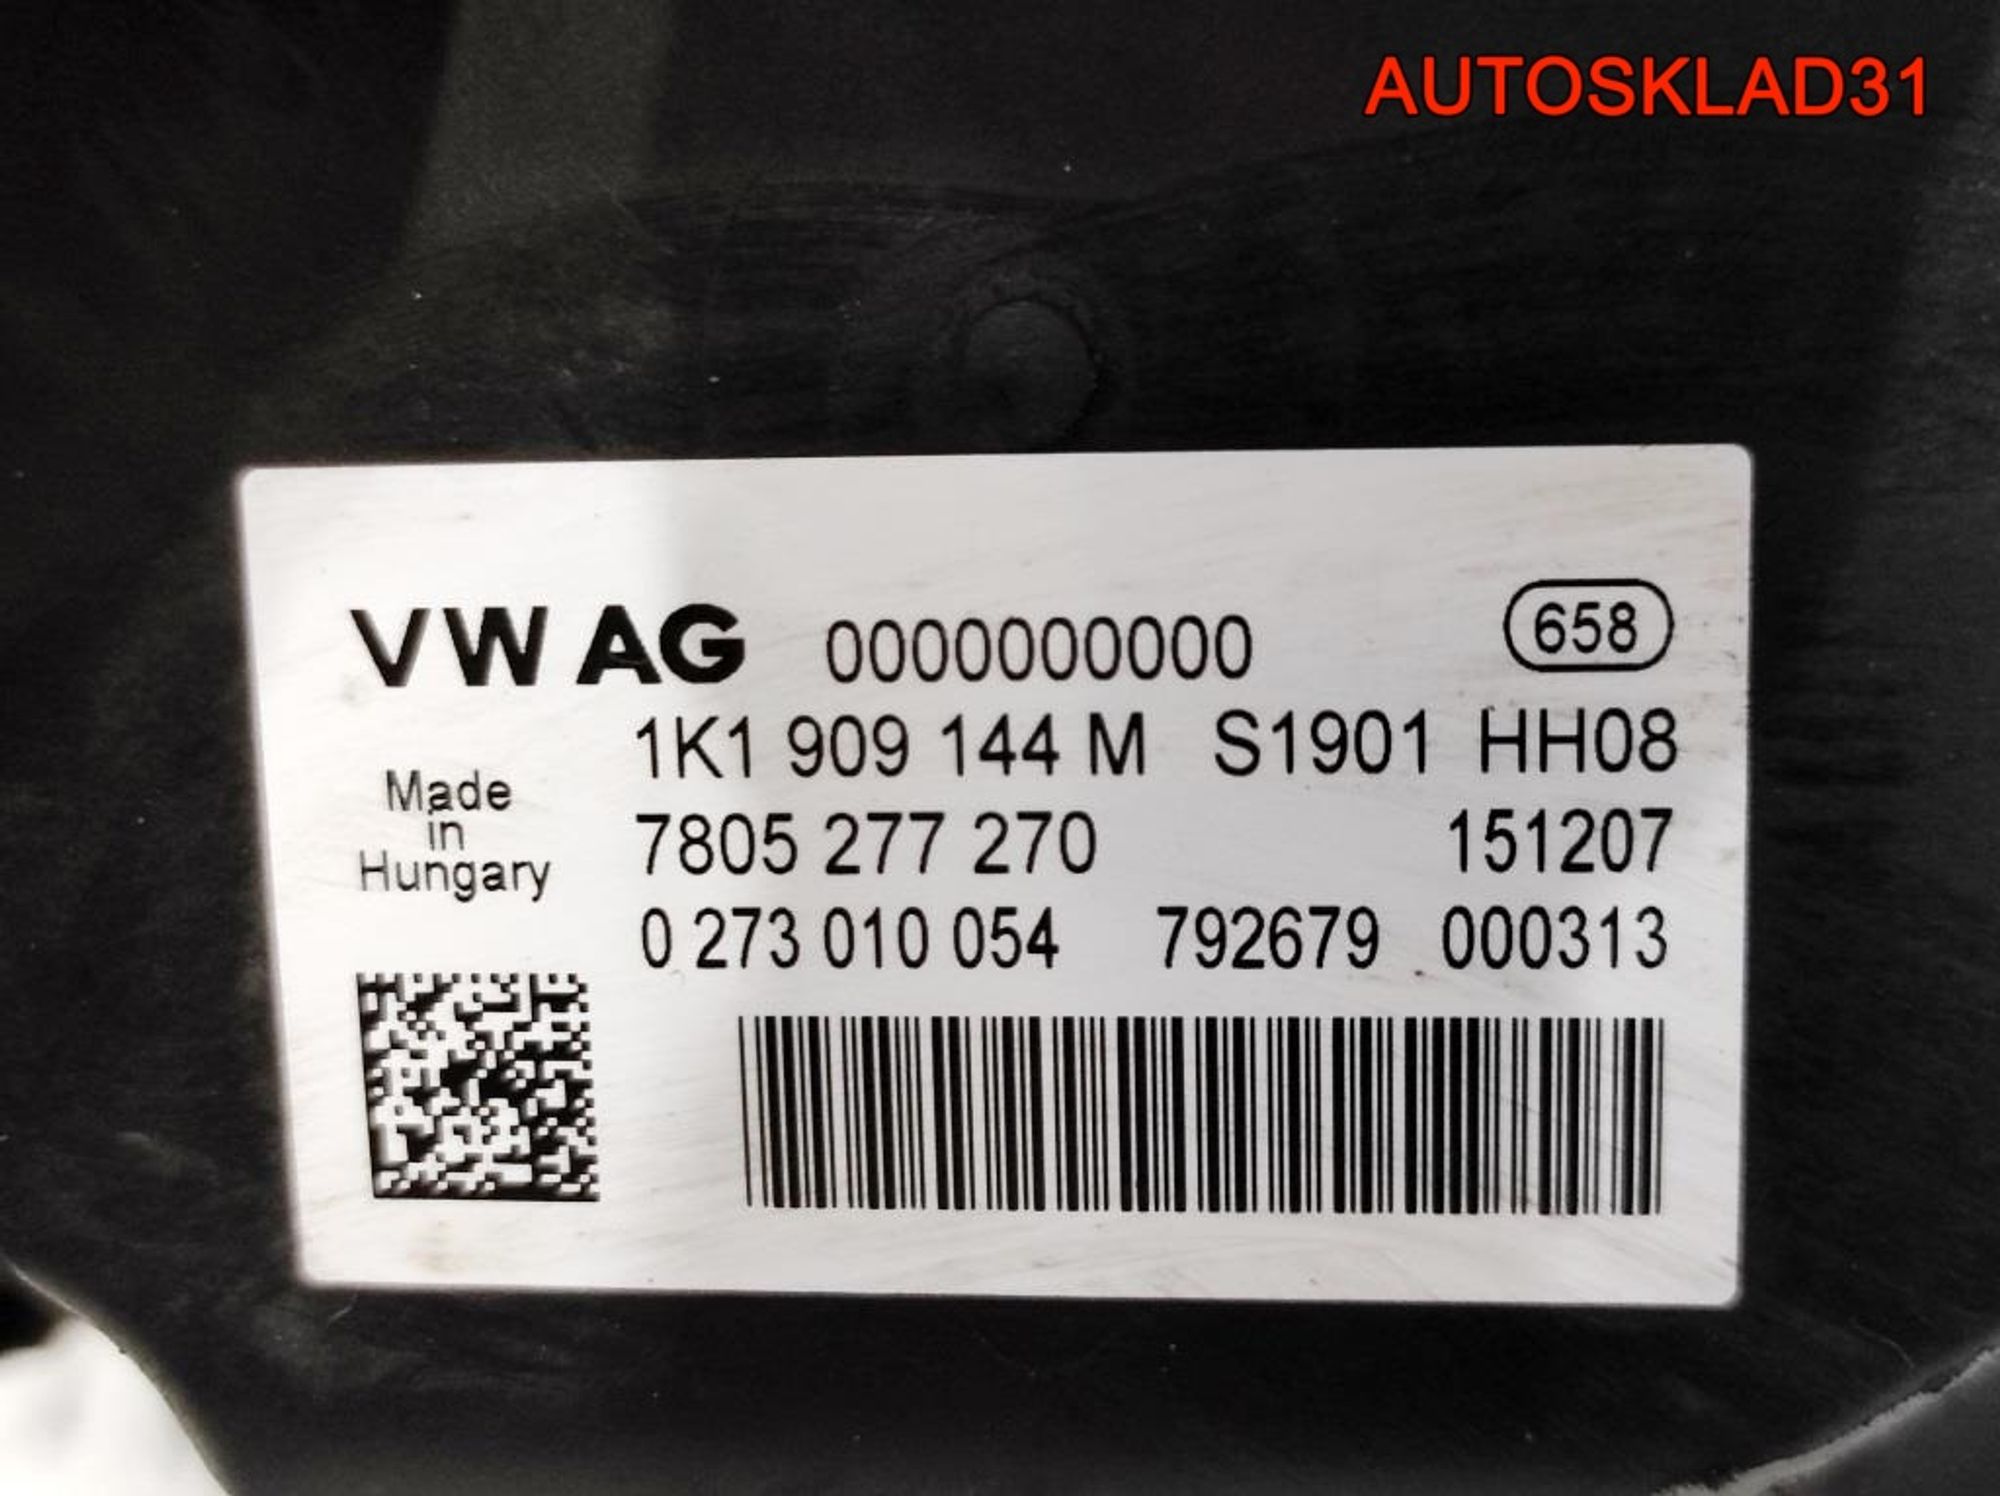 AUTOSKLAD31
VW AG 0000000000 658
1K1 909 144 M S1901 HH08
Made
in
Hungary
7805 277 270 151207
0 273 010 054 792679 000313